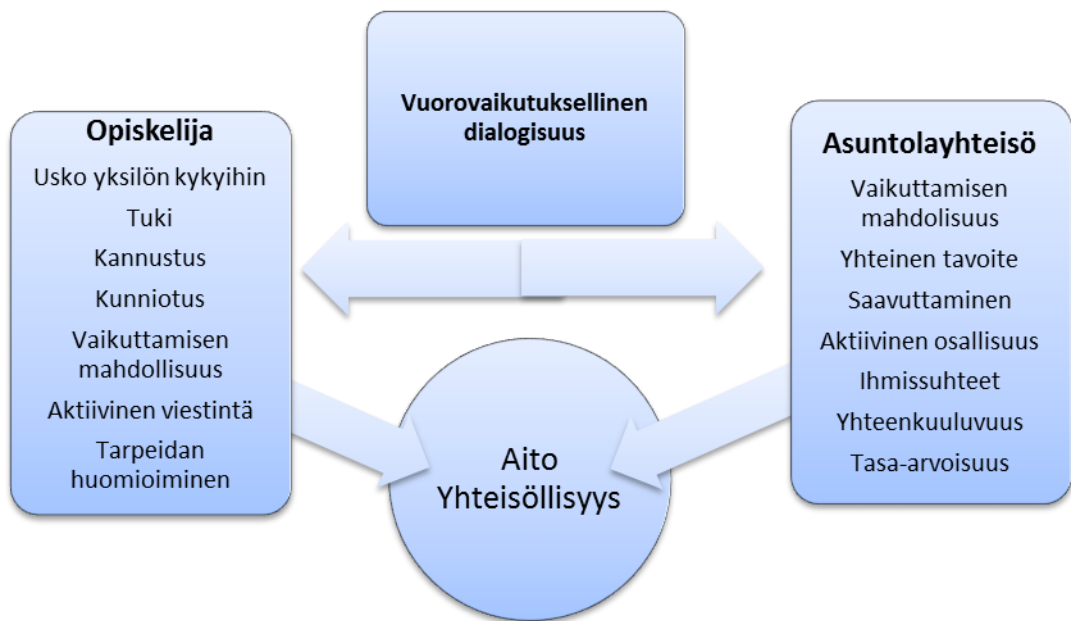 Vuorovaikutuksellinen
dialogisuus
Opiskelija
Usko yksilön kykyihin
Tuki
Kannustus
Kunniotus
Vaikuttamisen
mahdollisuus
Aktiivinen viestintä
Tarpeidan
huomioiminen
Asuntolayhteisö
Vaikuttamisen
mahdolisuus
Yhteinen tavoite
Saavuttaminen
Aktiivinen osallisuus
Ihmissuhteet
Yhteenkuuluvuus
Tasa-arvoisuus
Aito
Yhteisöllisyys